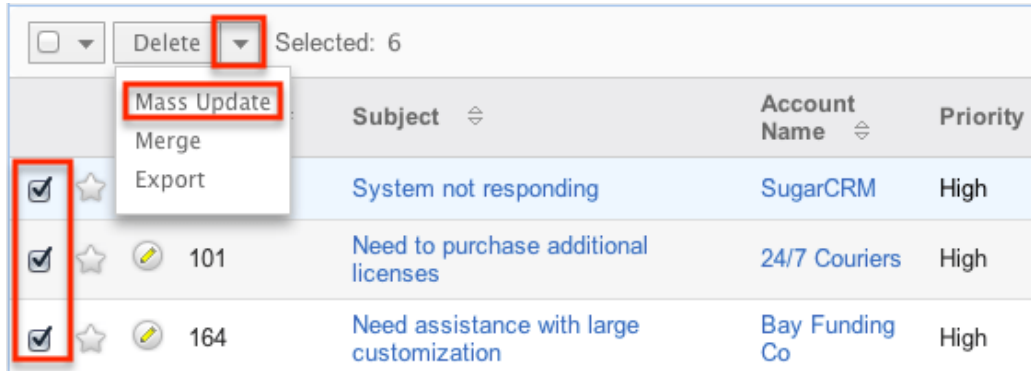 Delete Selected: 6
Mass Update
Merge
Export
Subject Account Name Priority
System not responding SugarCRM High
101 Need to purchase additional licenses 24/7 Couriers High
164 Need assistance with large customization Bay Funding Co High